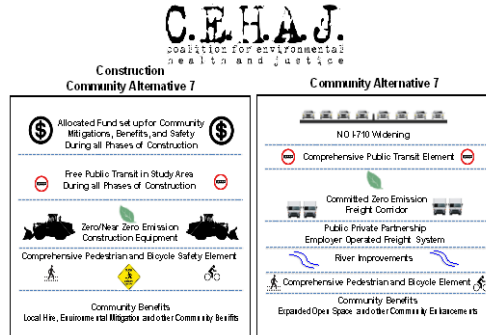 C.E.H.A.J.
coalition for environmental
health and justice
Construction
Community Alternative 7
Allocated Fund set up for Community
Mitigations, Benefits, and Safety
During all Phases of Construction
Free Public Transit in Study Area
During all Phases of Construction
Zero/Near Zero Emission
Construction Equipment
Comprehensive Pedestrian and Bicycle Safety Element
Community Benefits
Local Hire, Environmental Mitigation and other Community Benifits
Community Alternative 7
NO I-710 Widening
Comprehensive Public Transit Element
Committed Zero Emission
Freight Corridor
Public Private Partnership
Employer Operated Freight System
River Improvements
Comprehensive Pedestrian and Bicycle Element
Community Benefits
Expanded Open Space and other Community Enhancements